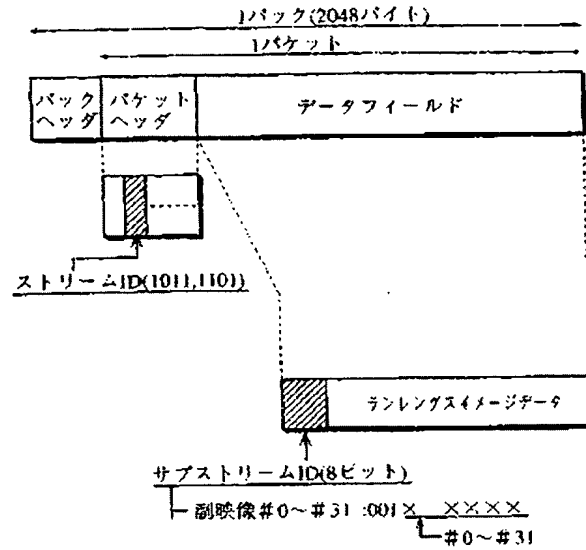 1パック(2048バイト)
1パケット
パック
ヘッダ
パケット
ヘッダ
データフィールド
ストリームID(1011,1101)
ランレングスイメージデータ
サブストリームID(8ビット)
副映像#0〜#31 :001× ××××
#0〜#31